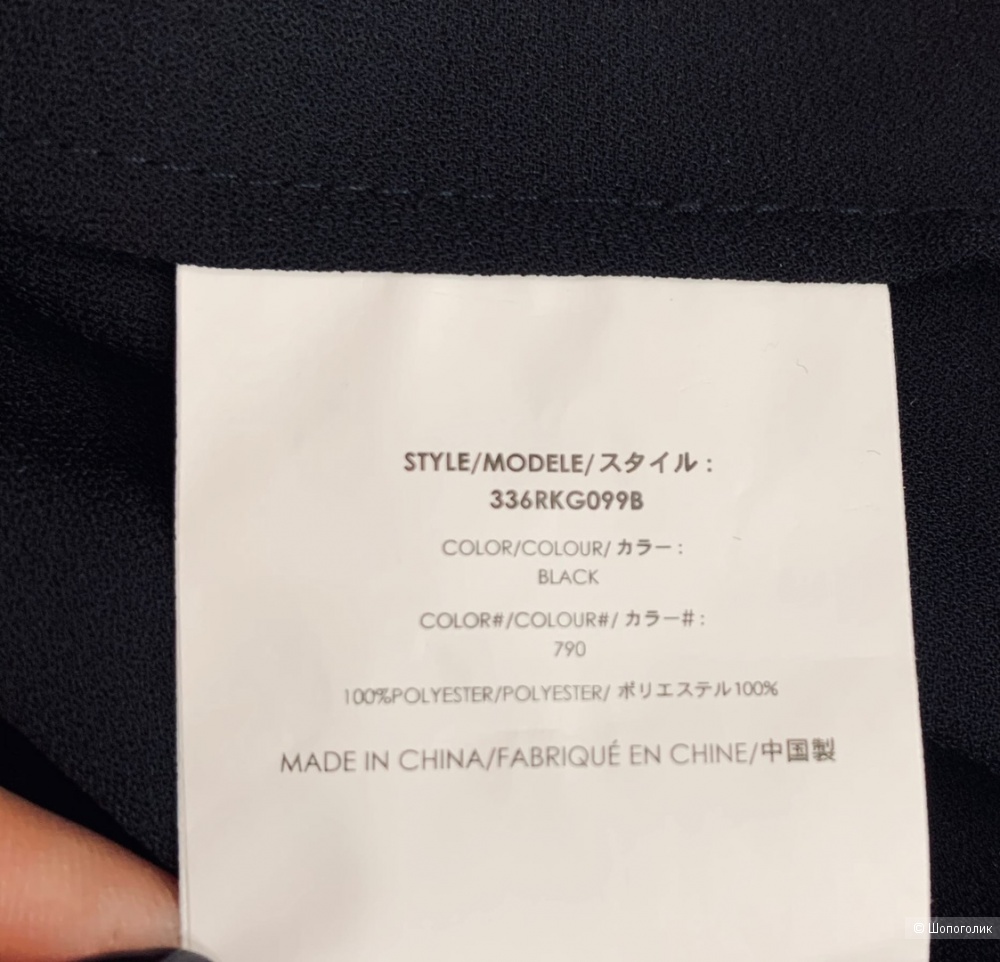 STYLE/MODELE/スタイル :
336RKG099B
COLOR/COLOUR/カラー :
BLACK
COLOR#/COLOUR#/カラー# :
790
100%POLYESTER/POLYESTER/ ポリエステル100%
MADE IN CHINA/FABRIQUÉ EN CHINE/中国製
© Шопоголик